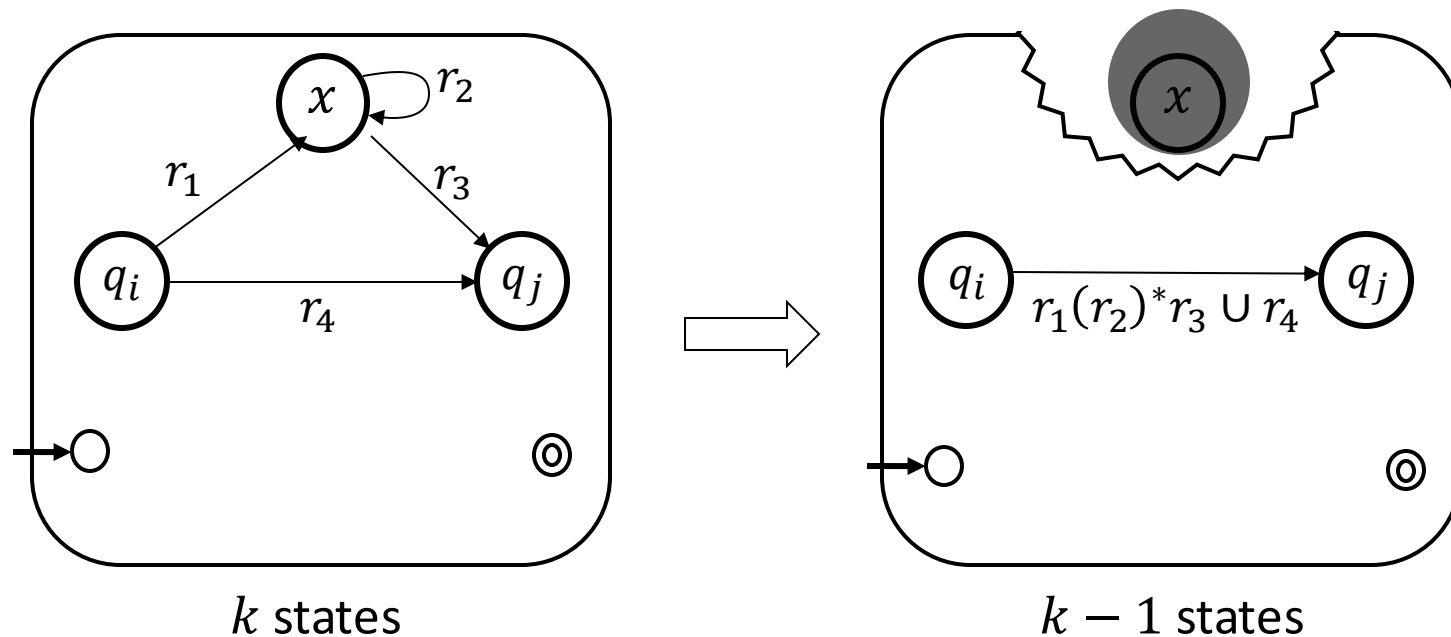 x
r₂
r₁
r₃
qᵢ
qⱼ
r₄
k states
x
qᵢ
qⱼ
r₁(r₂)*r₃ ∪ r₄
k − 1 states